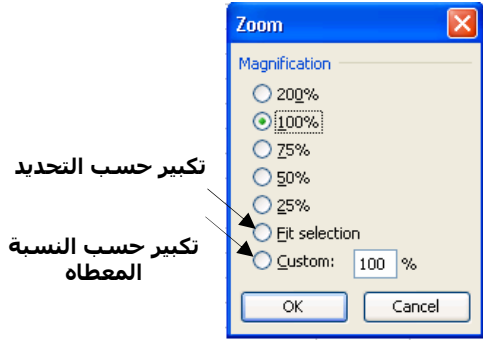 Zoom
Magnification
200%
100%
75%
50%
25%
Fit selection
Custom: 100 %
OK Cancel
تكبير حسب التحديد
تكبير حسب النسبة
المعطاه